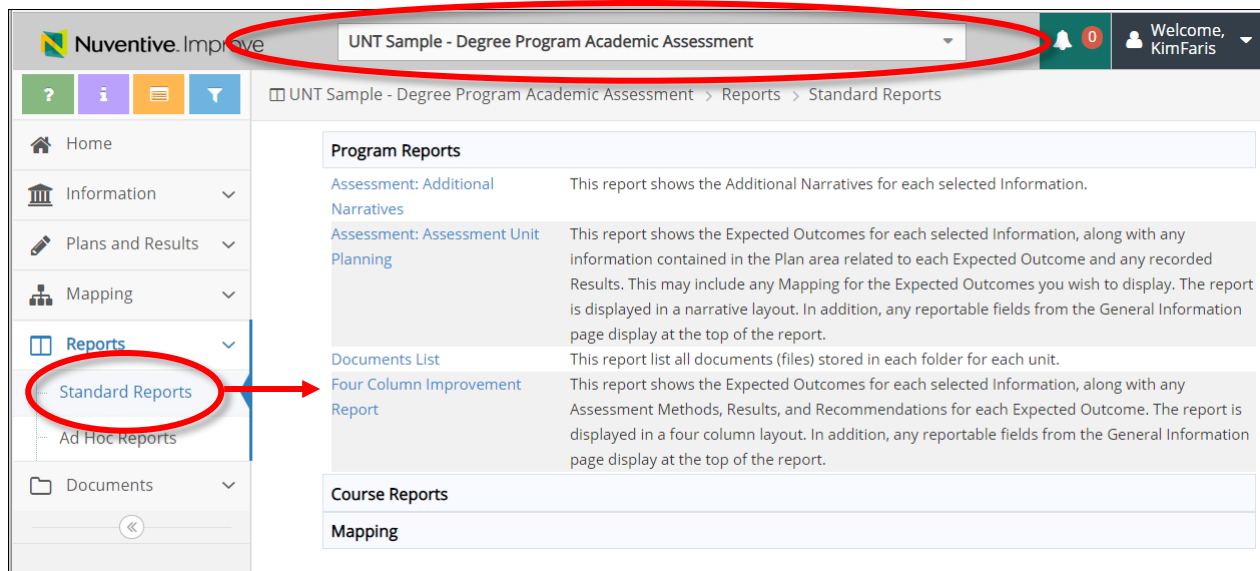 Nuventive. Improve
UNT Sample - Degree Program Academic Assessment
0
Welcome,
KimFaris
? i
UNT Sample - Degree Program Academic Assessment > Reports > Standard Reports
Home
Information
Plans and Results
Mapping
Reports
Standard Reports
Ad Hoc Reports
Documents
Program Reports
Assessment: Additional
Narratives
This report shows the Additional Narratives for each selected Information.
Assessment: Assessment Unit
Planning
This report shows the Expected Outcomes for each selected Information, along with any
information contained in the Plan area related to each Expected Outcome and any recorded
Results. This may include any Mapping for the Expected Outcomes you wish to display. The report
is displayed in a narrative layout. In addition, any reportable fields from the General Information
page display at the top of the report.
Documents List
This report list all documents (files) stored in each folder for each unit.
Four Column Improvement
Report
This report shows the Expected Outcomes for each selected Information, along with any
Assessment Methods, Results, and Recommendations for each Expected Outcome. The report is
displayed in a four column layout. In addition, any reportable fields from the General Information
page display at the top of the report.
Course Reports
Mapping